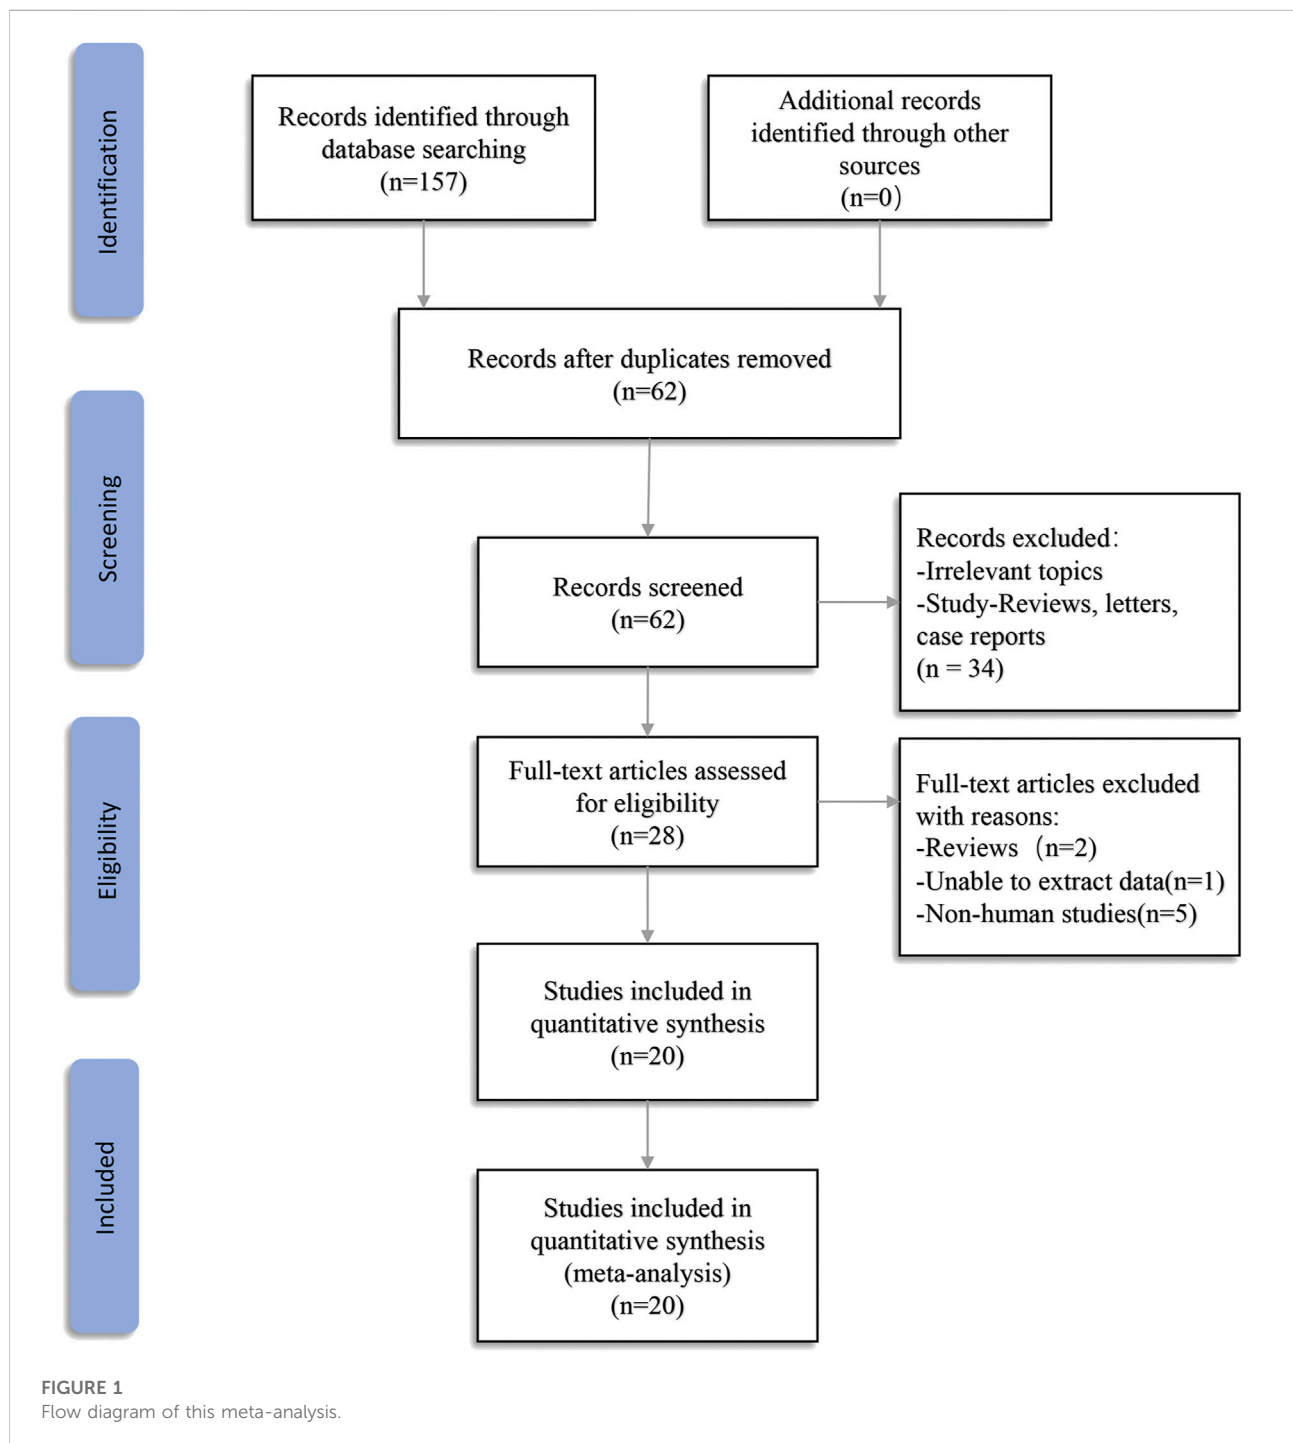 Identification
Records identified through
database searching
(n=157)
Additional records
identified through other
sources
(n=0）
Records after duplicates removed
(n=62)
Screening
Records screened
(n=62)
Records excluded：
-Irrelevant topics
-Study-Reviews, letters,
case reports
(n = 34)
Eligibility
Full-text articles assessed
for eligibility
(n=28)
Full-text articles excluded
with reasons:
-Reviews（n=2)
-Unable to extract data(n=1)
-Non-human studies(n=5)
Studies included in
quantitative synthesis
(n=20)
Included
Studies included in
quantitative synthesis
(meta-analysis)
(n=20)
FIGURE 1
Flow diagram of this meta-analysis.